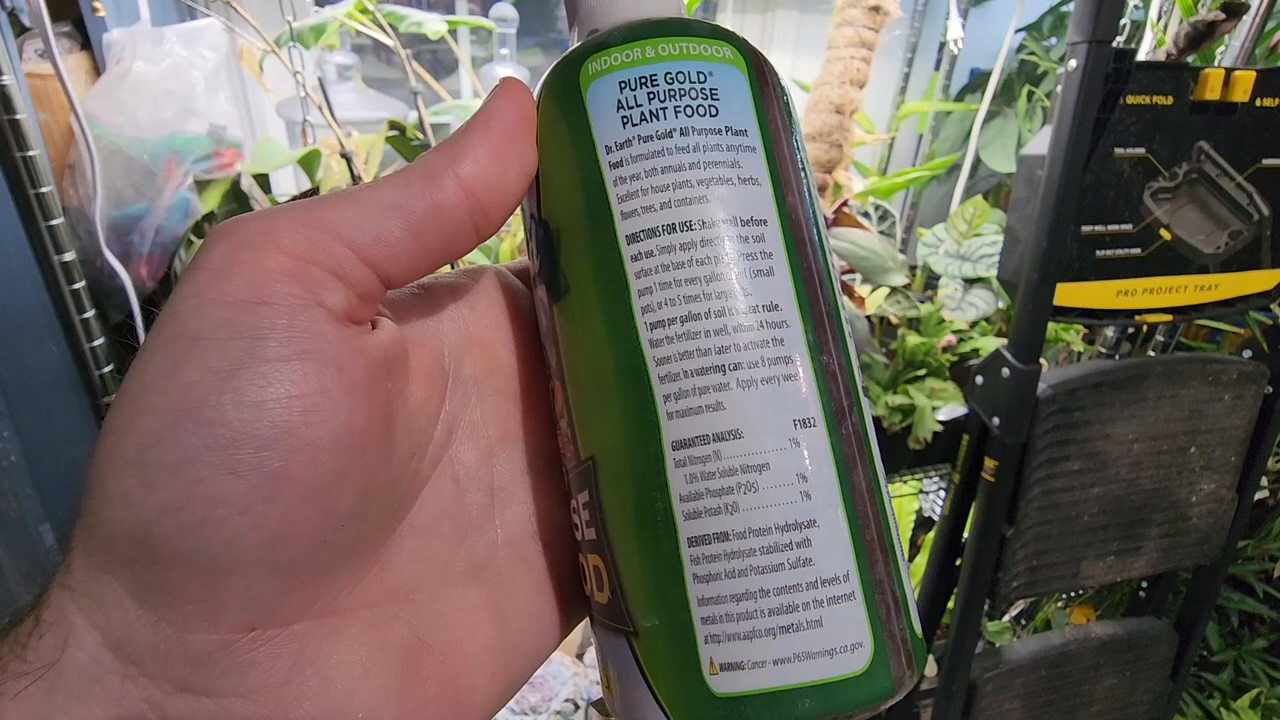 INDOOR & OUTDOOR
PURE GOLD®
ALL PURPOSE
PLANT FOOD
Dr. Earth® Pure Gold® All Purpose Plant
Food is formulated to feed all plants anytime
of the year, both annuals and perennials.
Excellent for house plants, vegetables, herbs,
flowers, trees, and containers.
DIRECTIONS FOR USE: Shake well before
each use. Simply apply directly to the soil
surface at the base of each plant. Press the
pump 1 time for every gallon (small
pots), or 4 to 5 times for larger
1 pump per gallon of soil is a great rule.
Water the fertilizer in well, within 24 hours.
Sooner is better than later to activate the
fertilizer. In a watering can: use 8 pumps
per gallon of pure water. Apply every week
for maximum results.
F1832
GUARANTEED ANALYSIS:
Total Nitrogen (N) .................. 1%
1.0% Water Soluble Nitrogen
Available Phosphate (P2O5) ........ 1%
Soluble Potash (K2O) ............. 1%
DERIVED FROM: Food Protein Hydrolysate,
Fish Protein Hydrolysate stabilized with
Phosphoric Acid and Potassium Sulfate.
Information regarding the contents and levels of
metals in this product is available on the internet
at http://www.aapfco.org/metals.html
WARNING: Cancer - www.P65Warnings.ca.gov.
SE
OD
QUICK FOLD
6 SELF
PRO PROJECT TRAY